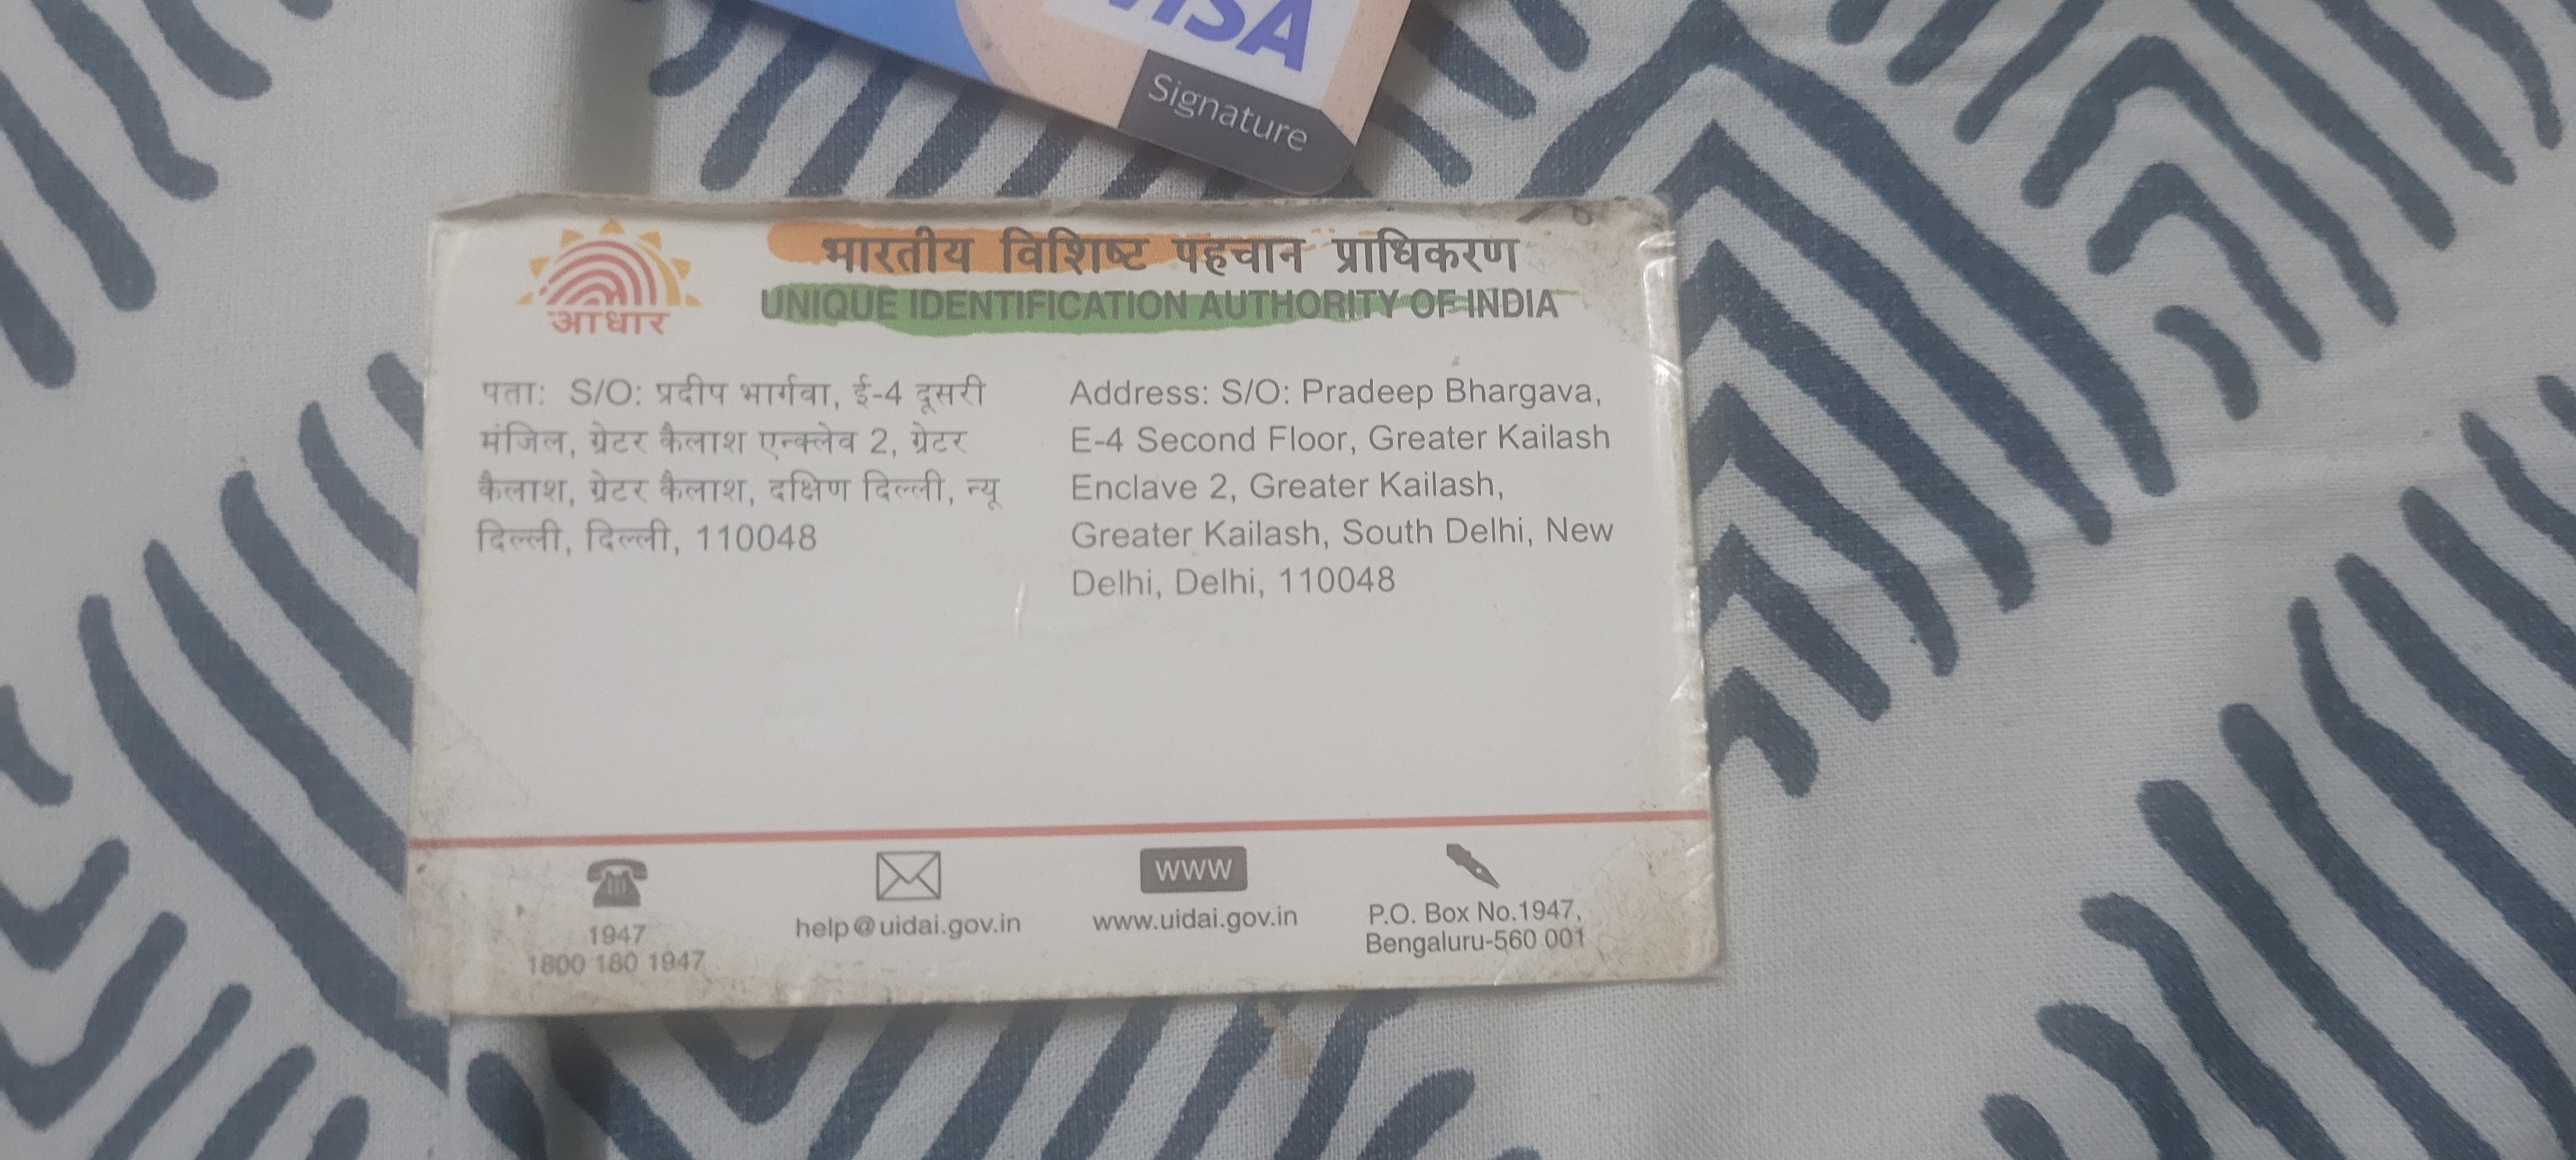 VISA
Signature
भारतीय विशिष्ट पहचान प्राधिकरण
UNIQUE IDENTIFICATION AUTHORITY OF INDIA
आधार
पता: S/O: प्रदीप भार्गवा, ई-4 दूसरी
मंजिल, ग्रेटर कैलाश एन्क्लेव 2, ग्रेटर
कैलाश, ग्रेटर कैलाश, दक्षिण दिल्ली, न्यू
दिल्ली, दिल्ली, 110048
Address: S/O: Pradeep Bhargava,
E-4 Second Floor, Greater Kailash
Enclave 2, Greater Kailash,
Greater Kailash, South Delhi, New
Delhi, Delhi, 110048
1947
1800 180 1947
help@uidai.gov.in
www
www.uidai.gov.in
P.O. Box No.1947,
Bengaluru-560 001